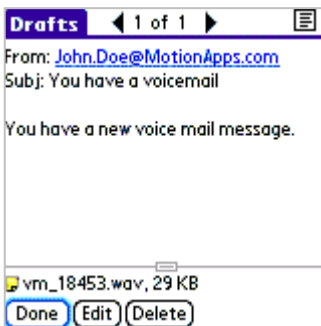 Drafts 1 of 1
From: John.Doe@MotionApps.com
Subj: You have a voicemail
You have a new voice mail message.
vm_18453.wav, 29 KB
Done Edit Delete